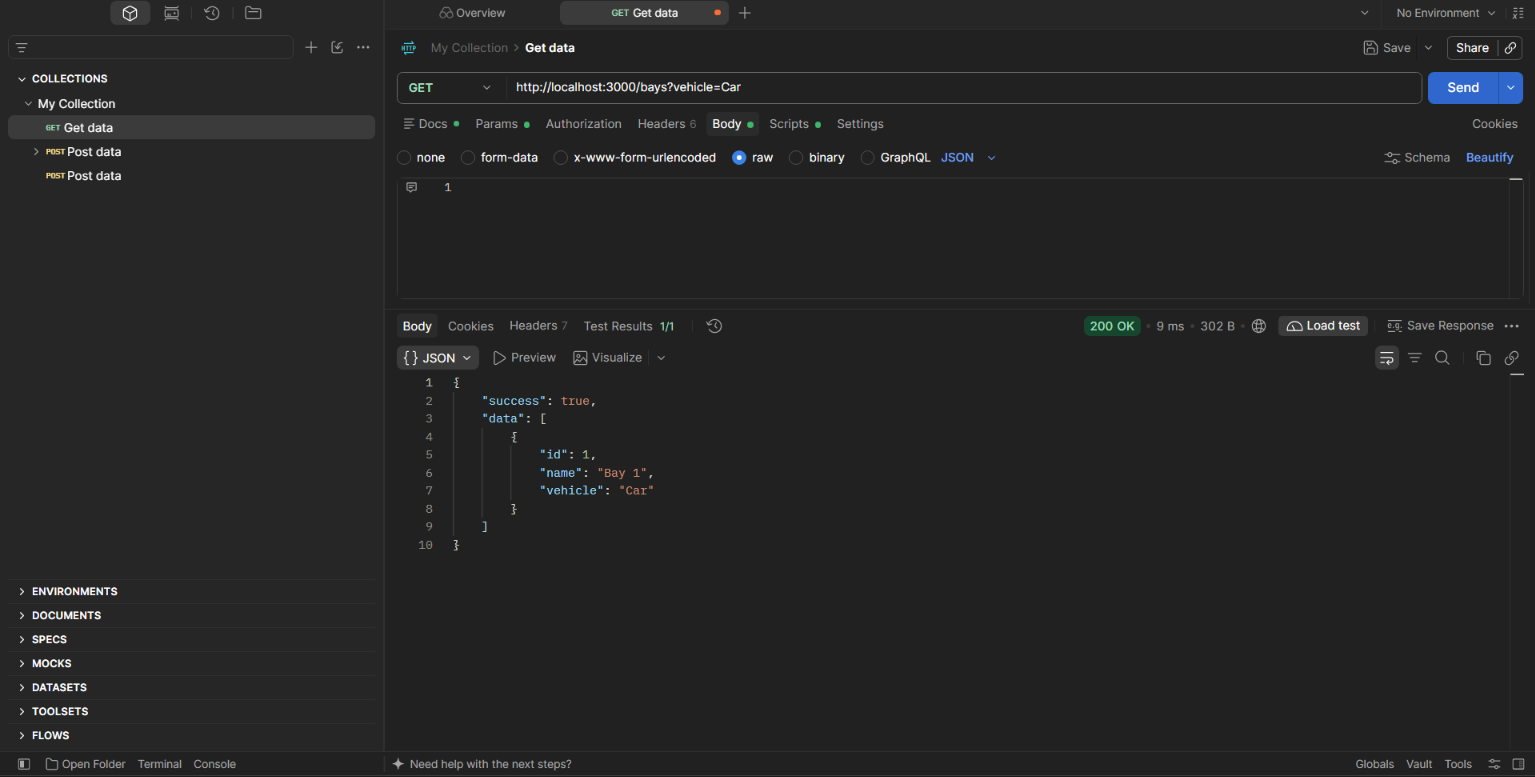 Overview
GET Get data
No Environment
COLLECTIONS
My Collection
GET Get data
POST Post data
POST Post data
ENVIRONMENTS
DOCUMENTS
SPECS
MOCKS
DATASETS
TOOLSETS
FLOWS
HTTP My Collection > Get data
Save
Share
GET http://localhost:3000/bays?vehicle=Car
Send
Docs Params Authorization Headers 6 Body Scripts Settings
Cookies
none form-data x-www-form-urlencoded raw binary GraphQL JSON
Schema Beautify
1
Body Cookies Headers 7 Test Results 1/1
200 OK • 9 ms • 302 B
Load test
e.g. Save Response
{} JSON Preview Visualize
1 {
2 "success": true,
3 "data": [
4 {
5 "id": 1,
6 "name": "Bay 1",
7 "vehicle": "Car"
8 }
9 ]
10 }
Open Folder Terminal Console
Need help with the next steps?
Globals Vault Tools